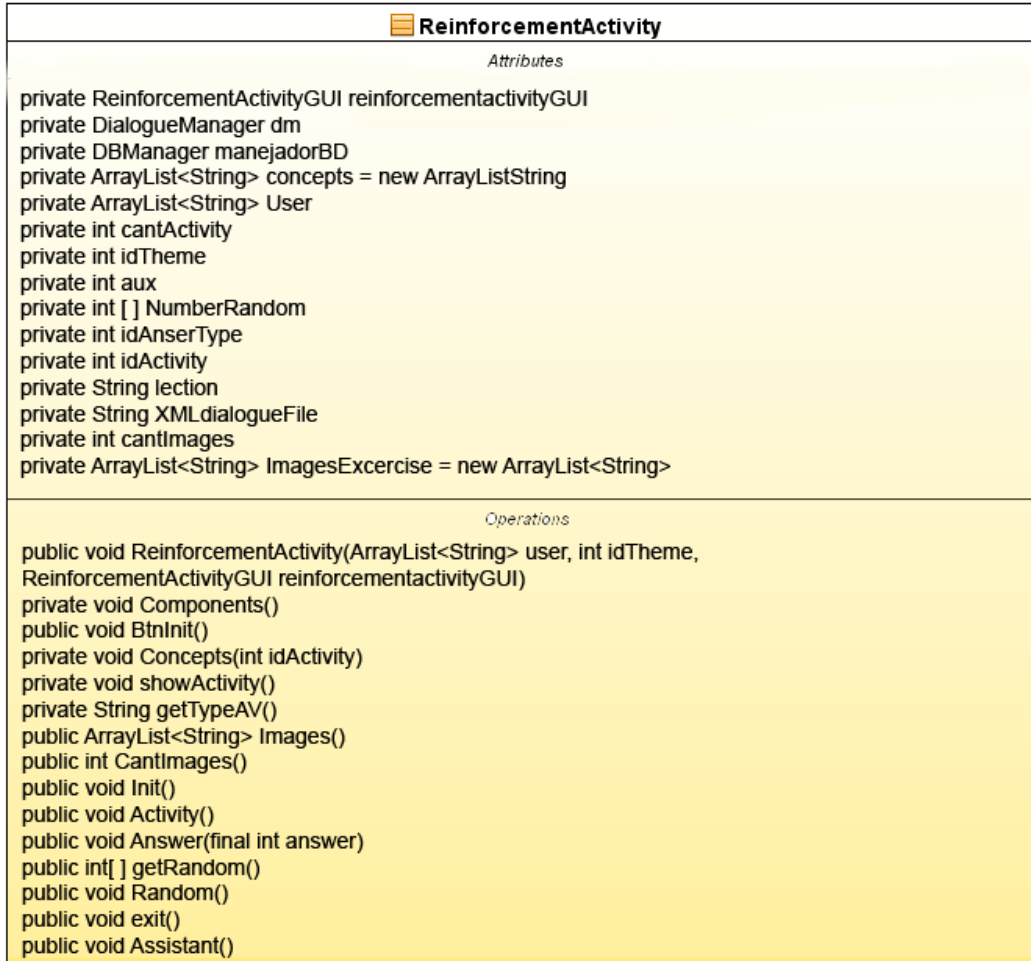 ReinforcementActivity
Attributes
private ReinforcementActivityGUI reinforcementactivityGUI
private DialogueManager dm
private DBManager manejadorBD
private ArrayList<String> concepts = new ArrayListString
private ArrayList<String> User
private int cantActivity
private int idTheme
private int aux
private int [ ] NumberRandom
private int idAnserType
private int idActivity
private String lection
private String XMLdialogueFile
private int cantImages
private ArrayList<String> ImagesExcercise = new ArrayList<String>
Operations
public void ReinforcementActivity(ArrayList<String> user, int idTheme,
ReinforcementActivityGUI reinforcementactivityGUI)
private void Components()
public void BtnInit()
private void Concepts(int idActivity)
private void showActivity()
private String getTypeAV()
public ArrayList<String> Images()
public int CantImages()
public void Init()
public void Activity()
public void Answer(final int answer)
public int[ ] getRandom()
public void Random()
public void exit()
public void Assistant()